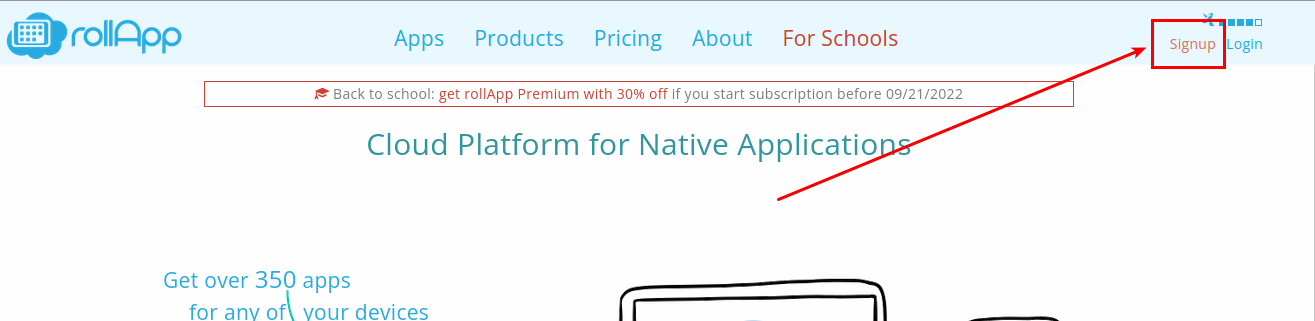 rollApp
Apps Products Pricing About For Schools
Signup Login
Back to school: get rollApp Premium with 30% off if you start subscription before 09/21/2022
Cloud Platform for Native Applications
Get over 350 apps
for any of your devices